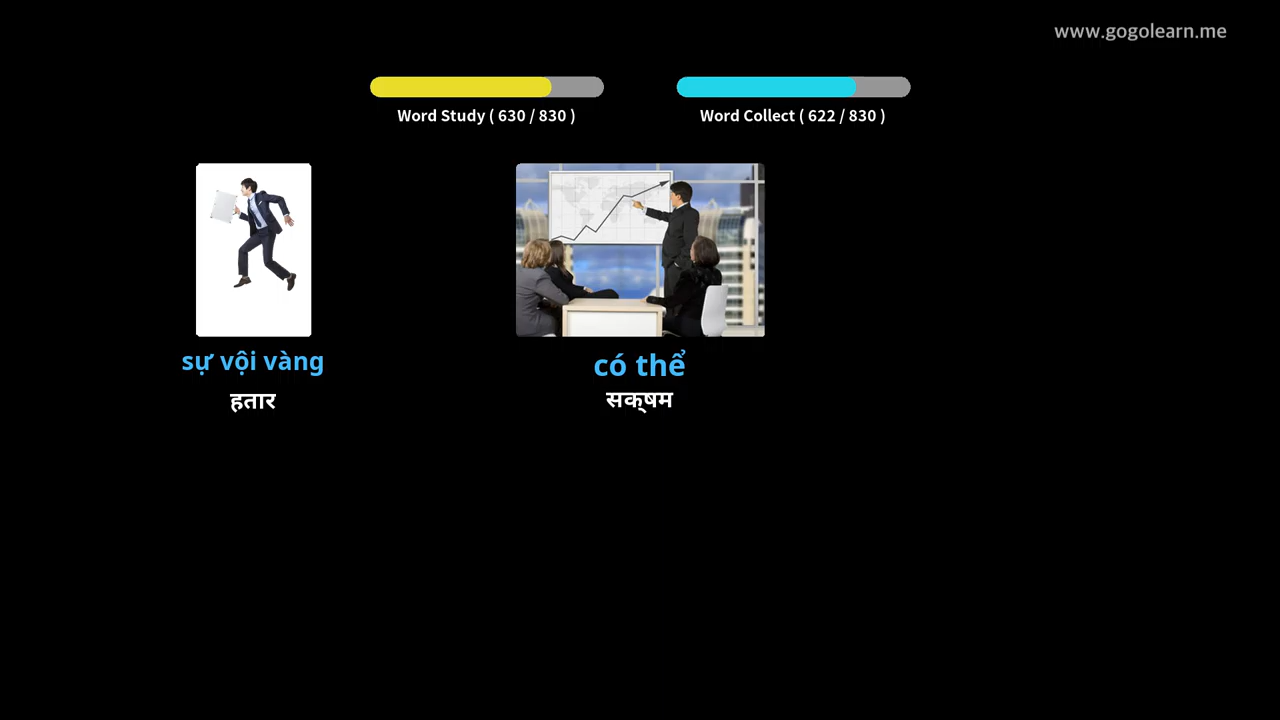 www.gogolearn.me
Word Study ( 630 / 830 )
Word Collect ( 622 / 830 )
sự vội vàng
हतार
có thể
सक्षम